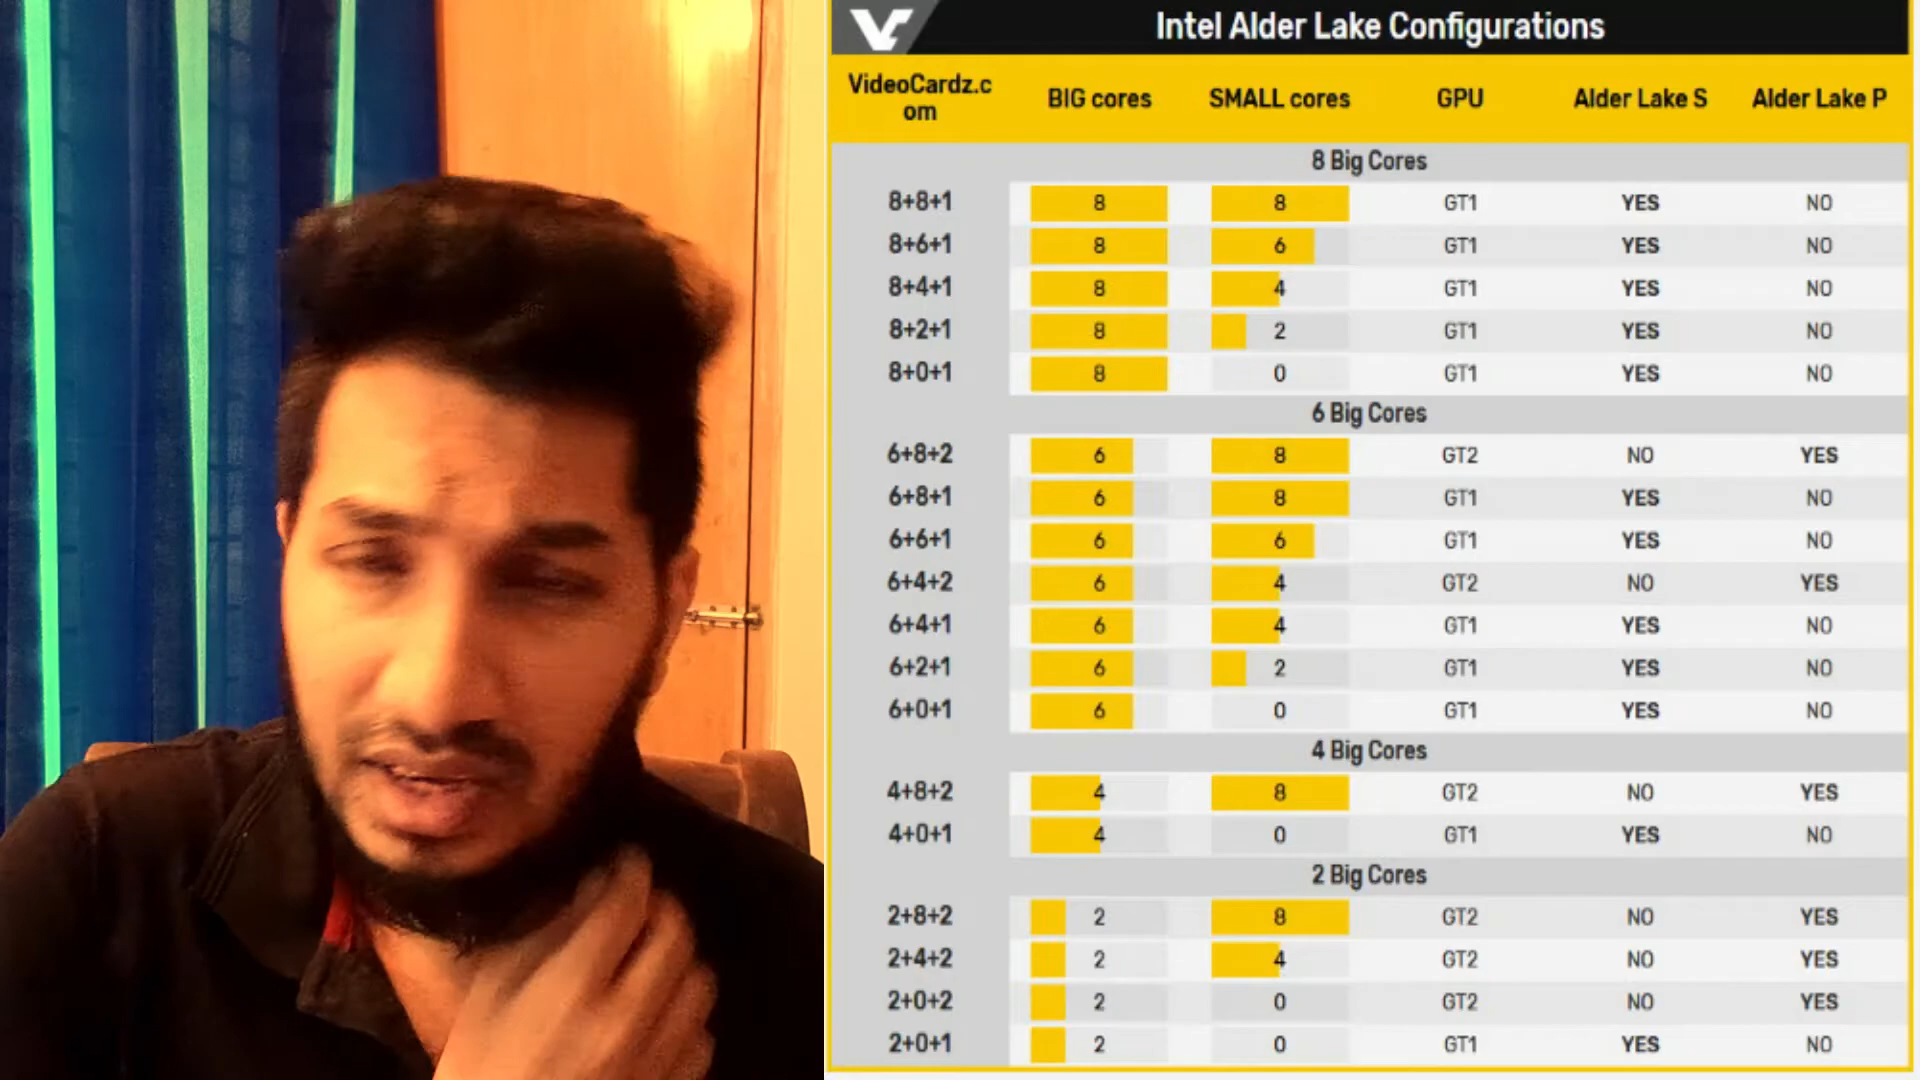 Intel Alder Lake Configurations
VideoCardz.c
om
BIG cores SMALL cores GPU Alder Lake S Alder Lake P
8 Big Cores
8+8+1 8 8 GT1 YES NO
8+6+1 8 6 GT1 YES NO
8+4+1 8 4 GT1 YES NO
8+2+1 8 2 GT1 YES NO
8+0+1 8 0 GT1 YES NO
6 Big Cores
6+8+2 6 8 GT2 NO YES
6+8+1 6 8 GT1 YES NO
6+6+1 6 6 GT1 YES NO
6+4+2 6 4 GT2 NO YES
6+4+1 6 4 GT1 YES NO
6+2+1 6 2 GT1 YES NO
6+0+1 6 0 GT1 YES NO
4 Big Cores
4+8+2 4 8 GT2 NO YES
4+0+1 4 0 GT1 YES NO
2 Big Cores
2+8+2 2 8 GT2 NO YES
2+4+2 2 4 GT2 NO YES
2+0+2 2 0 GT2 NO YES
2+0+1 2 0 GT1 YES NO